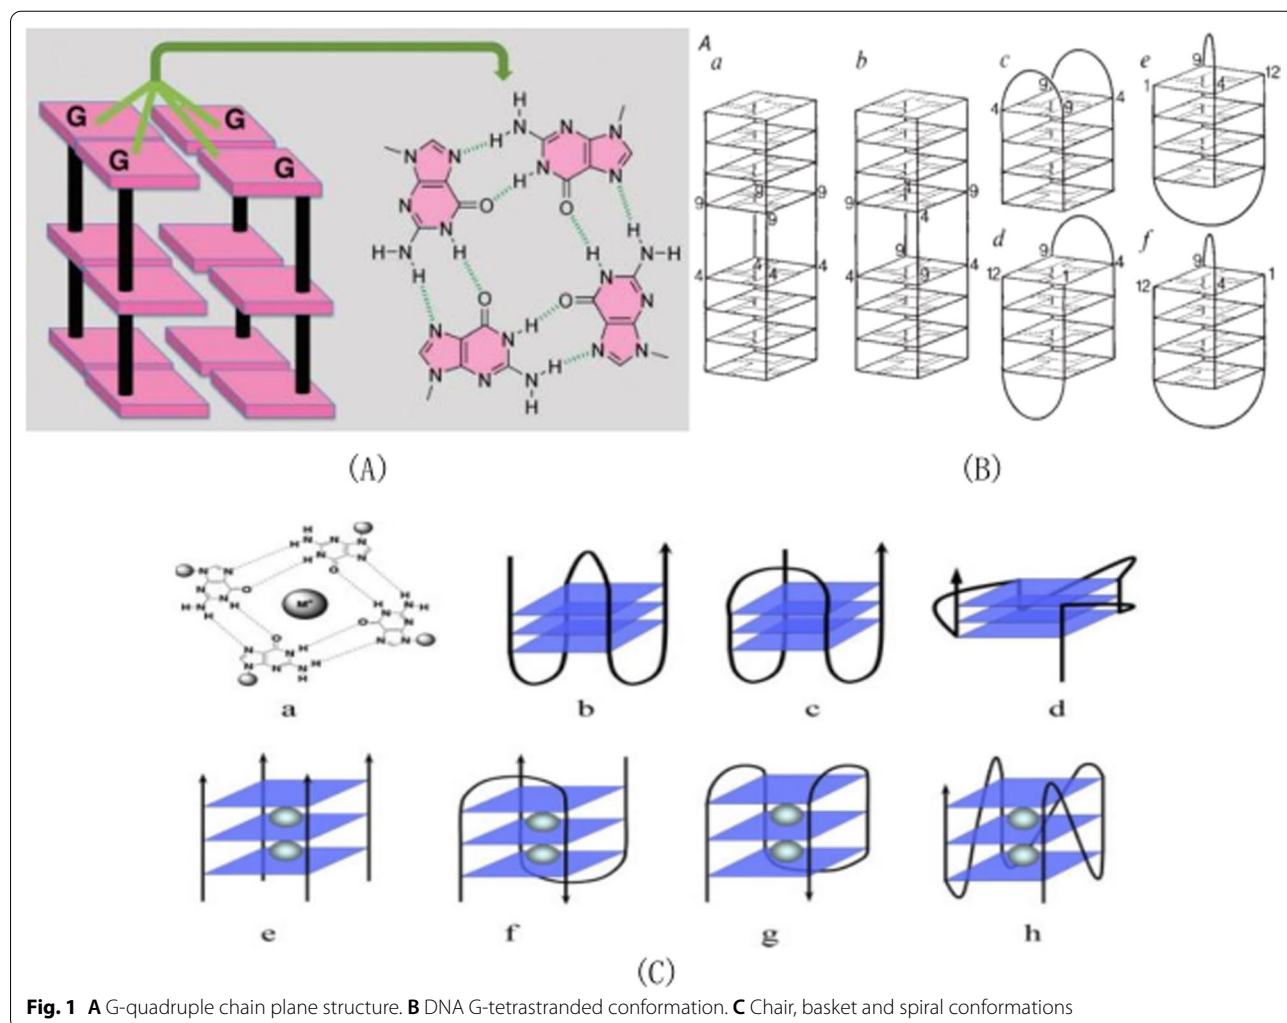 G G
G G
H
N
N
N
N
H
N
N
N
H
N
O
H
O
N
N
H
H–N
H
N–H
N
H
O
N
O
H
N
N
N
H
N
N
N
N
H
N
H
(A)
A
a b c e
9
4
9
9
4
9
1
4
12
d f
9 9 9
4 4 4
9 9 9
4
9
4
9
9
12
1
4
12
4
1
(B)
M+
a b c d
e f g h
(C)
Fig. 1 A G-quadruple chain plane structure. B DNA G-tetrastranded conformation. C Chair, basket and spiral conformations